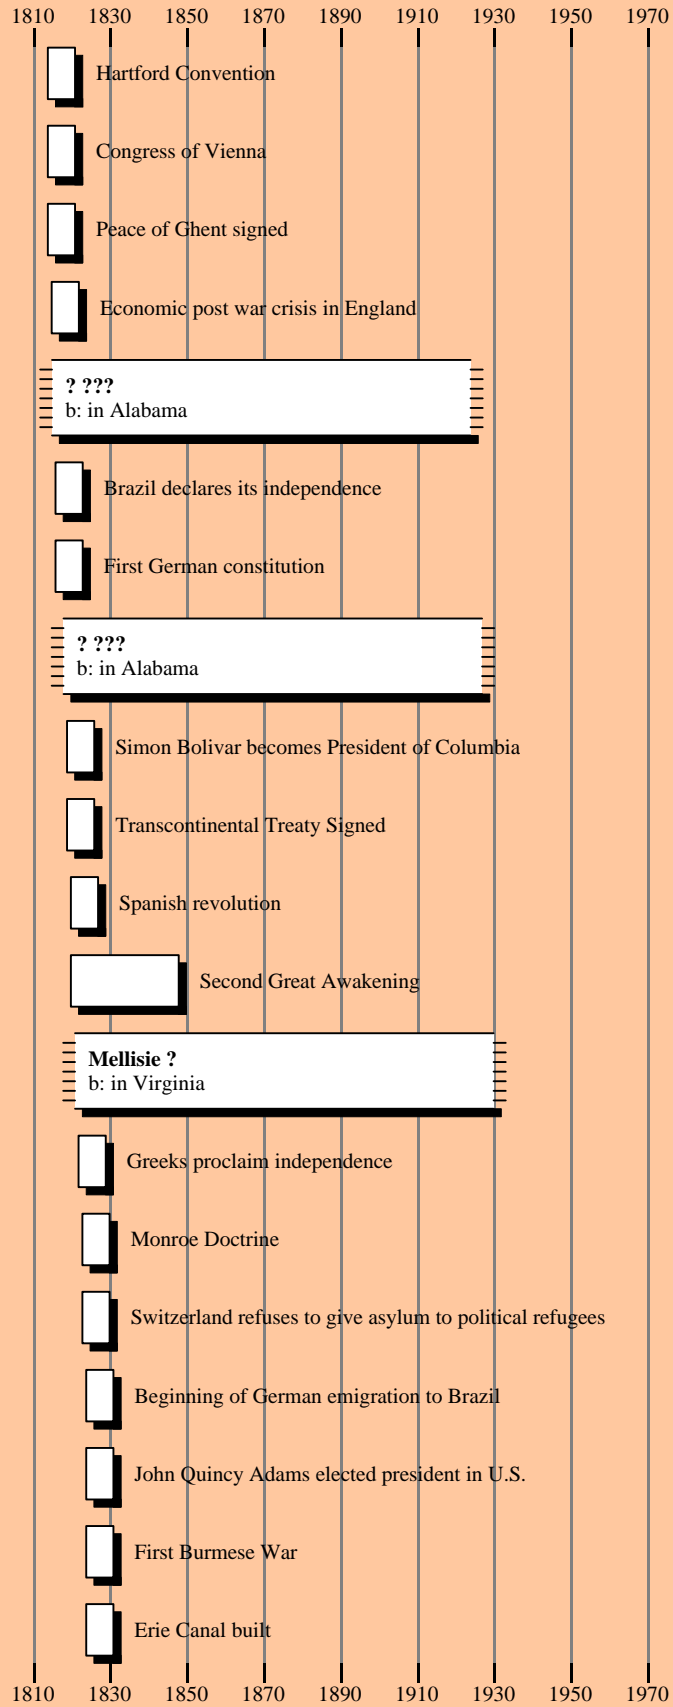 1810 1830 1850 1870 1890 1910 1930 1950 1970
Hartford Convention
Congress of Vienna
Peace of Ghent signed
Economic post war crisis in England
? ???
b: in Alabama
Brazil declares its independence
First German constitution
? ???
b: in Alabama
Simon Bolivar becomes President of Columbia
Transcontinental Treaty Signed
Spanish revolution
Second Great Awakening
Mellisie ?
b: in Virginia
Greeks proclaim independence
Monroe Doctrine
Switzerland refuses to give asylum to political refugees
Beginning of German emigration to Brazil
John Quincy Adams elected president in U.S.
First Burmese War
Erie Canal built
1810 1830 1850 1870 1890 1910 1930 1950 1970